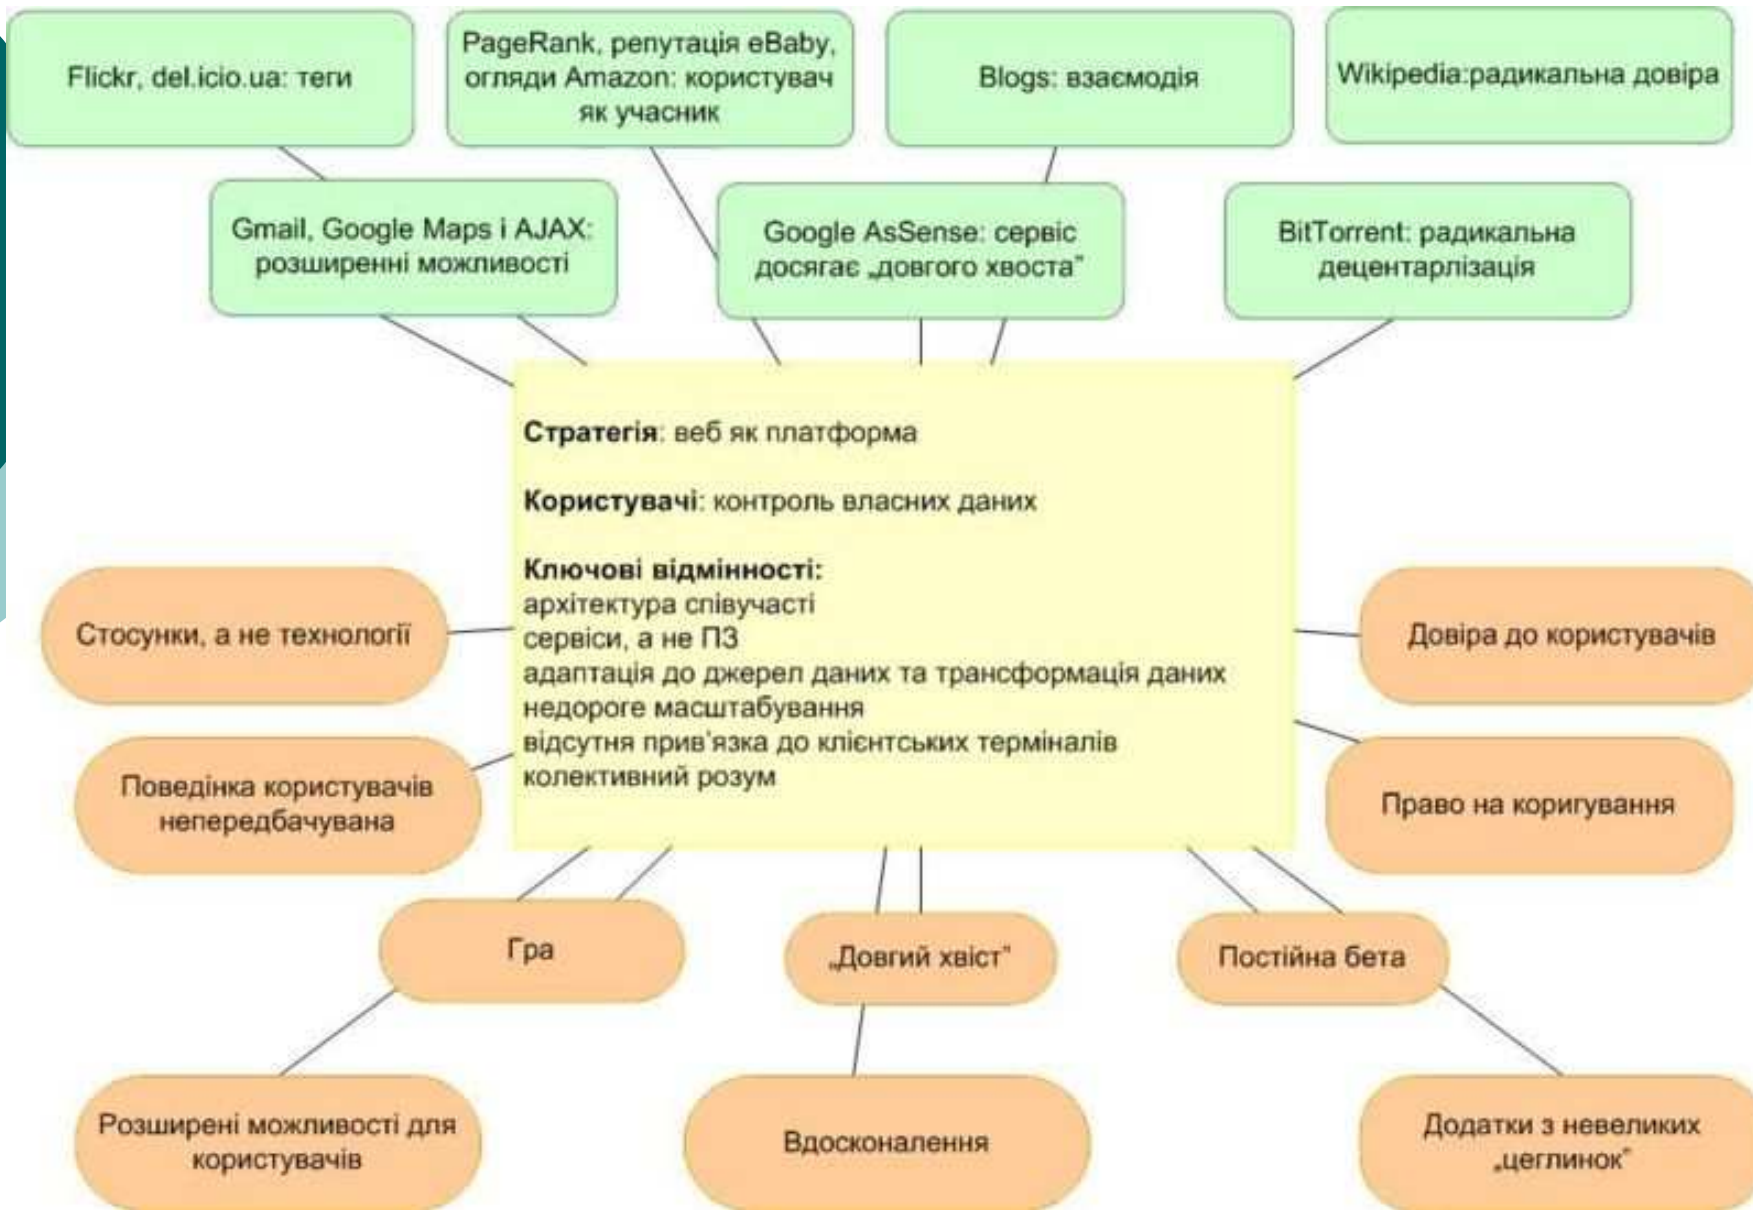 Flickr, del.icio.ua: теги
PageRank, репутація eBaby,
огляди Amazon: користувач
як учасник
Blogs: взаємодія
Wikipedia:радикальна довіра
Gmail, Google Maps і AJAX:
розширенні можливості
Google AsSense: сервіс
досягає „довгого хвоста”
BitTorrent: радикальна
децентарлізація
Стратегія: веб як платформа
Користувачі: контроль власних даних
Ключові відмінності:
архітектура співучасті
сервіси, а не ПЗ
адаптація до джерел даних та трансформація даних
недороге масштабування
відсутня прив'язка до клієнтських терміналів
колективний розум
Стосунки, а не технології
Довіра до користувачів
Поведінка користувачів
непередбачувана
Право на коригування
Гра
„Довгий хвіст”
Постійна бета
Розширені можливості для
користувачів
Вдосконалення
Додатки з невеликих
„цеглинок”